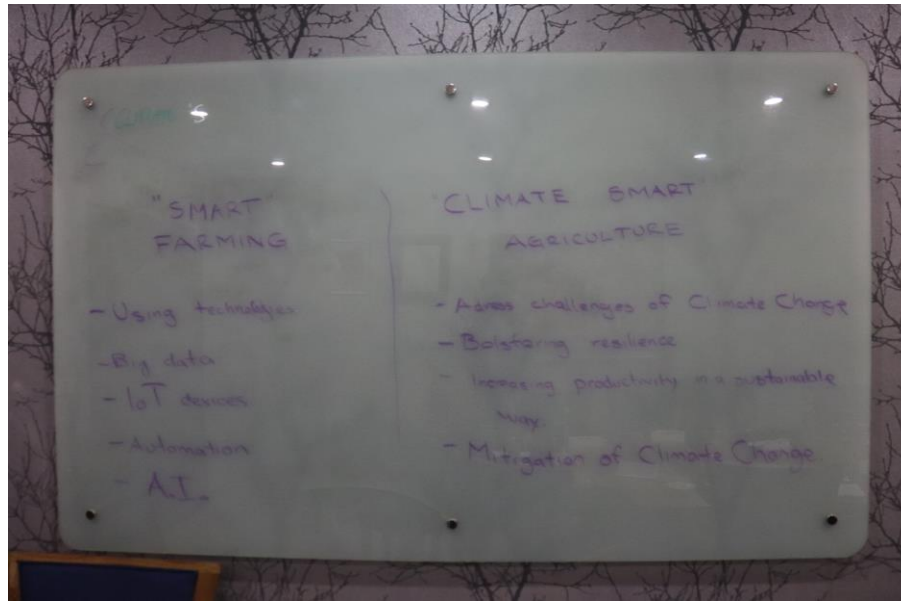 "SMART"
FARMING
- Using technologies
- Big data
- IoT devices
- Automation
- A.I.
"CLIMATE SMART"
AGRICULTURE
- Adress challenges of Climate Change
- Bolstering resilience
- Increasing productivity in a sustainable
way.
- Mitigation of Climate Change